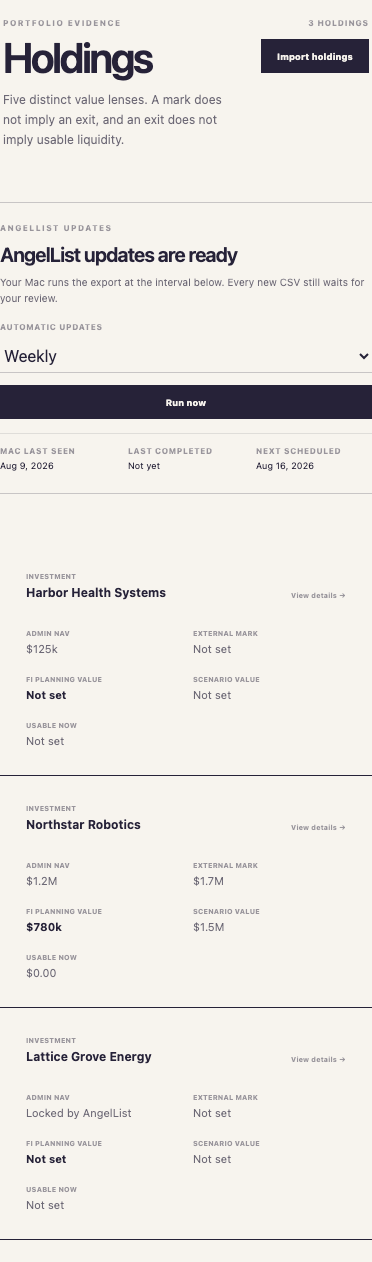 PORTFOLIO EVIDENCE
3 HOLDINGS
Holdings
Import holdings
Five distinct value lenses. A mark does
not imply an exit, and an exit does not
imply usable liquidity.
ANGELLIST UPDATES
AngelList updates are ready
Your Mac runs the export at the interval below. Every new CSV still waits for
your review.
AUTOMATIC UPDATES
Weekly
Run now
MAC LAST SEEN
LAST COMPLETED
NEXT SCHEDULED
Aug 9, 2026
Not yet
Aug 16, 2026
INVESTMENT
Harbor Health Systems
View details →
ADMIN NAV
EXTERNAL MARK
$125k
Not set
FI PLANNING VALUE
SCENARIO VALUE
Not set
Not set
USABLE NOW
Not set
INVESTMENT
Northstar Robotics
View details →
ADMIN NAV
EXTERNAL MARK
$1.2M
$1.7M
FI PLANNING VALUE
SCENARIO VALUE
$780k
$1.5M
USABLE NOW
$0.00
INVESTMENT
Lattice Grove Energy
View details →
ADMIN NAV
EXTERNAL MARK
Locked by AngelList
Not set
FI PLANNING VALUE
SCENARIO VALUE
Not set
Not set
USABLE NOW
Not set